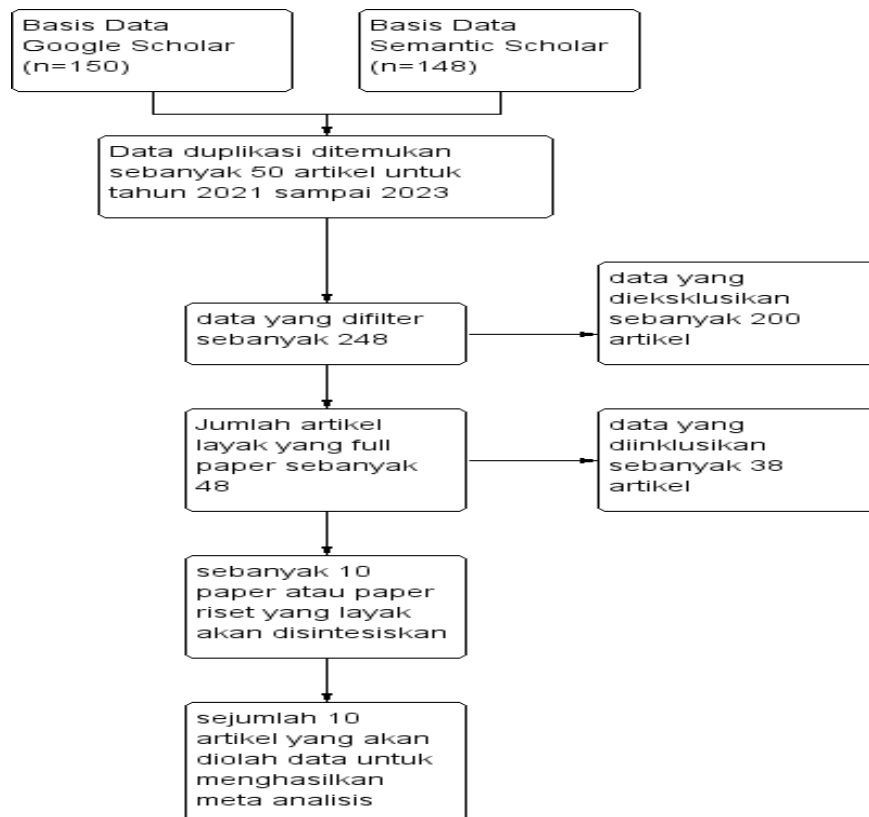 Basis Data
Google Scholar
(n=150)
Basis Data
Semantic Scholar
(n=148)
Data duplikasi ditemukan
sebanyak 50 artikel untuk
tahun 2021 sampai 2023
data yang difilter
sebanyak 248
data yang
dieksklusikan
sebanyak 200
artikel
Jumlah artikel
layak yang full
paper sebanyak
48
data yang
diinklusikan
sebanyak 38
artikel
sebanyak 10
paper atau paper
riset yang layak
akan disintesiskan
sejumlah 10
artikel yang akan
diolah data untuk
menghasilkan
meta analisis